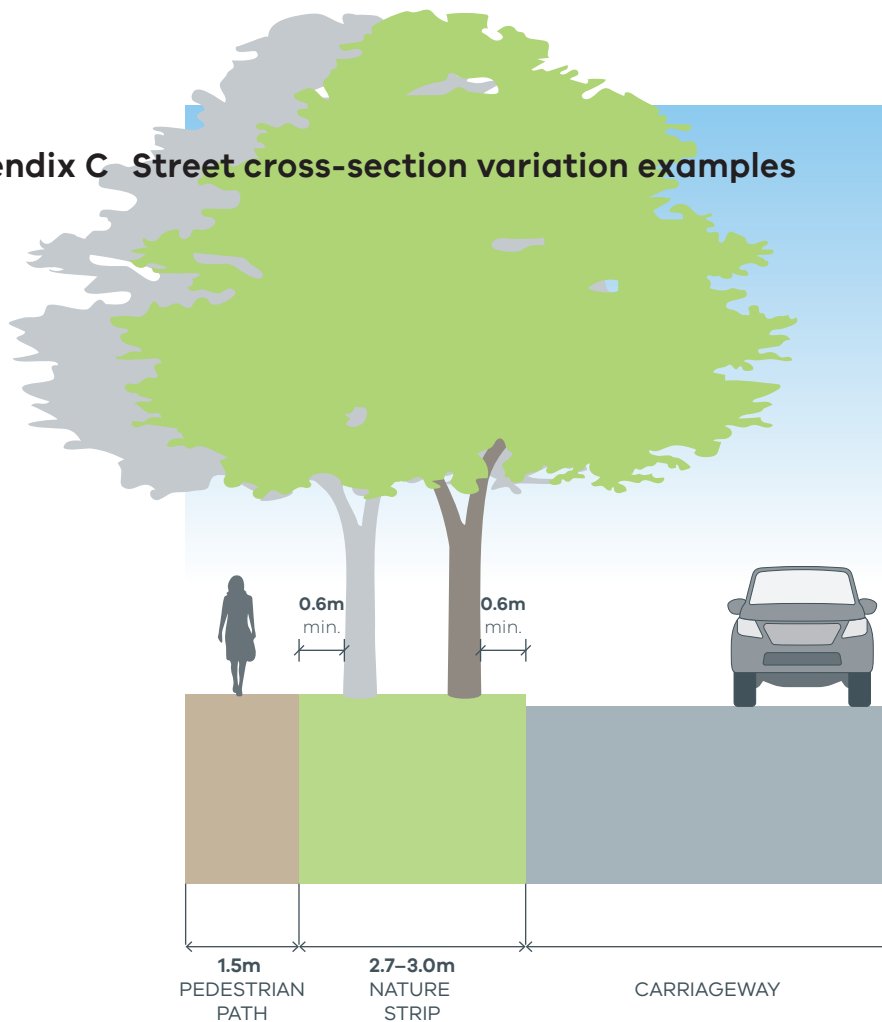 endix C Street cross-section variation examples
0.6m
min.
0.6m
min.
1.5m
PEDESTRIAN
PATH
2.7–3.0m
NATURE
STRIP
CARRIAGEWAY